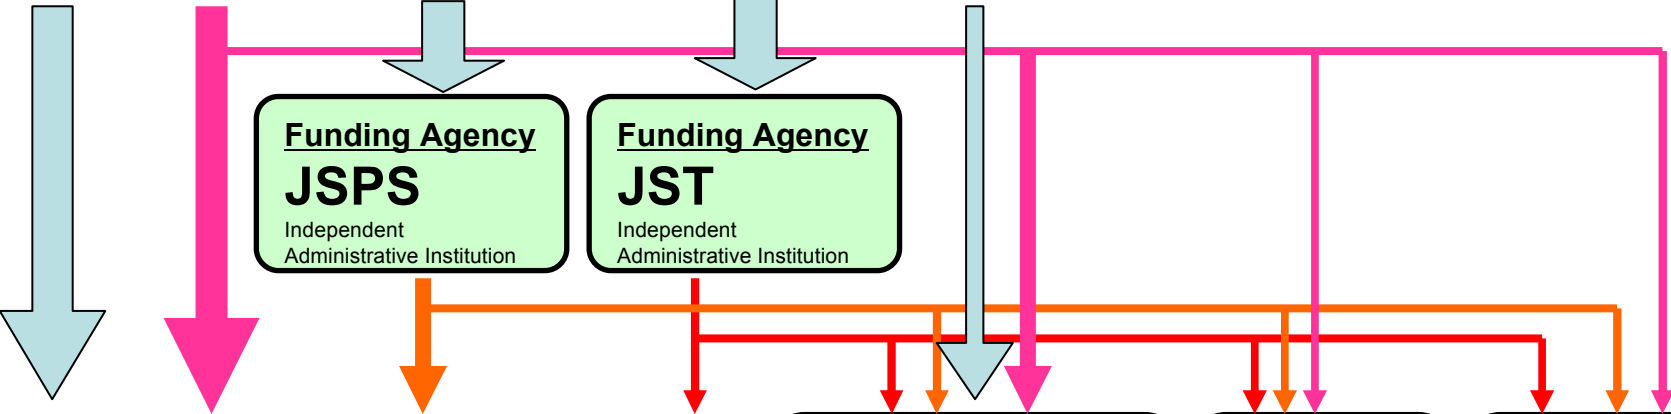 Funding Agency
JSPS
Independent
Administrative Institution
Funding Agency
JST
Independent
Administrative Institution